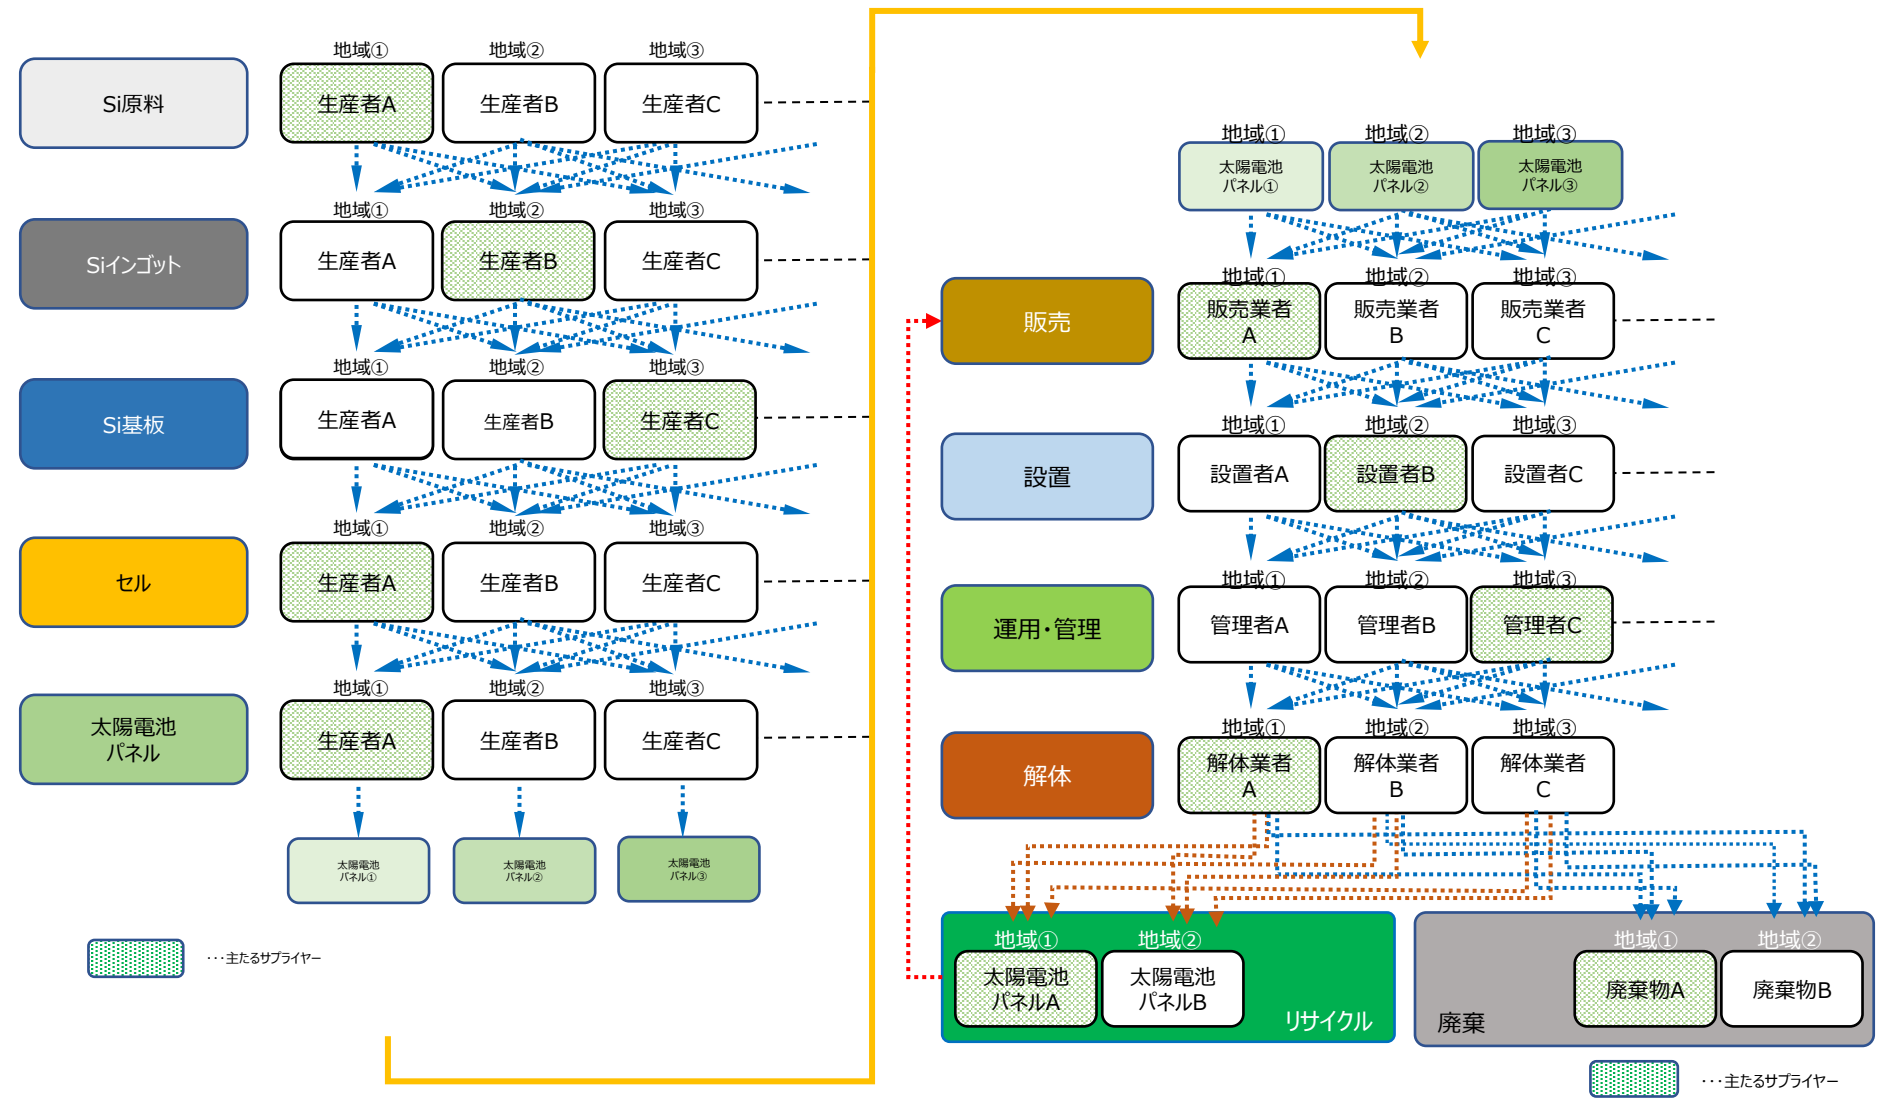 地域① 地域② 地域③
Si原料 生産者A 生産者B 生産者C
地域① 地域② 地域③
Siインゴット 生産者A 生産者B 生産者C
地域① 地域② 地域③
Si基板 生産者A 生産者B 生産者C
地域① 地域② 地域③
セル 生産者A 生産者B 生産者C
地域① 地域② 地域③
太陽電池
パネル
生産者A 生産者B 生産者C
太陽電池
パネル①
太陽電池
パネル②
太陽電池
パネル③
･･･主たるサプライヤー
地域① 地域② 地域③
太陽電池
パネル①
太陽電池
パネル②
太陽電池
パネル③
地域① 地域② 地域③
販売
販売業者
A
販売業者
B
販売業者
C
地域① 地域② 地域③
設置 設置者A 設置者B 設置者C
地域① 地域② 地域③
運用・管理 管理者A 管理者B 管理者C
地域① 地域② 地域③
解体
解体業者
A
解体業者
B
解体業者
C
地域① 地域②
太陽電池
パネルA
太陽電池
パネルB
リサイクル
地域① 地域②
廃棄物A 廃棄物B
廃棄
･･･主たるサプライヤー